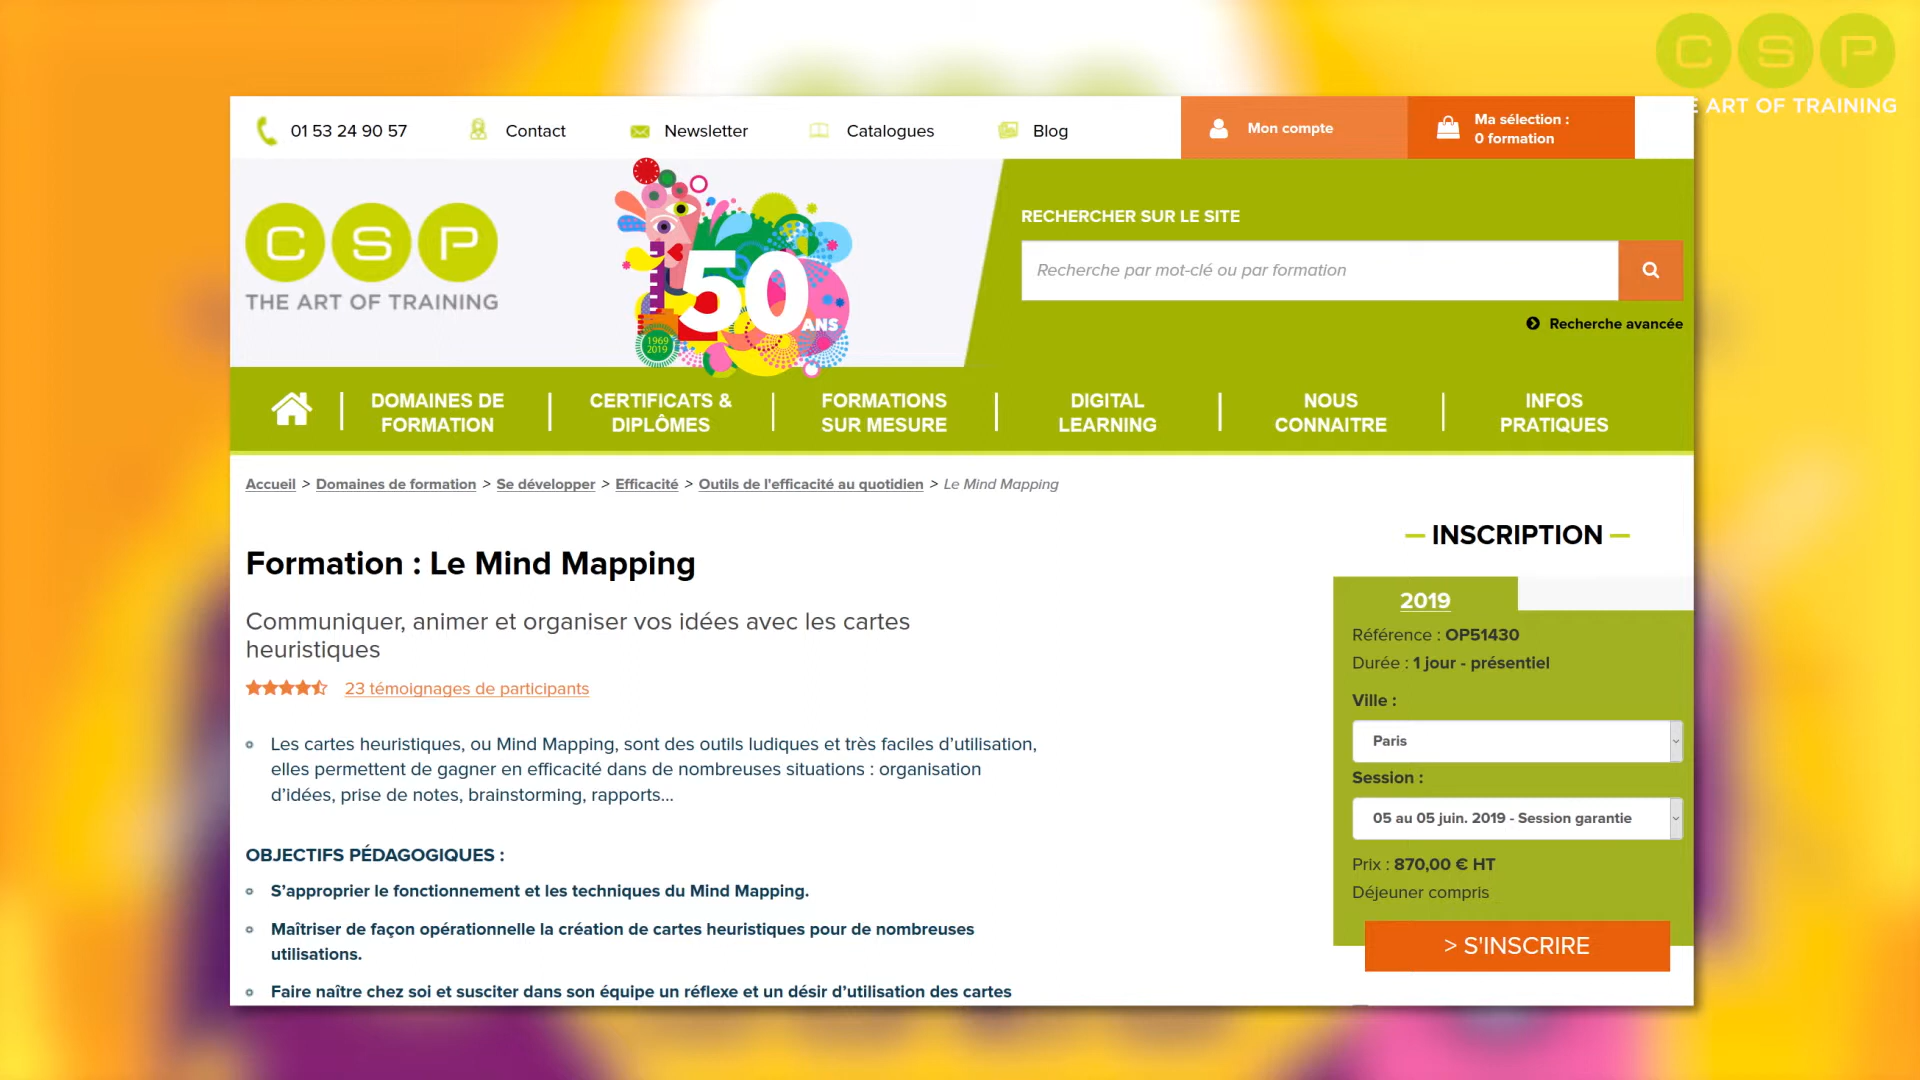 C S P
E ART OF TRAINING
01 53 24 90 57
Contact
Newsletter
Catalogues
Blog
Mon compte
Ma sélection :
0 formation
C S P
THE ART OF TRAINING
50
ANS
1969
2019
RECHERCHER SUR LE SITE
Recherche par mot-clé ou par formation
Recherche avancée
DOMAINES DE
FORMATION
CERTIFICATS &
DIPLÔMES
FORMATIONS
SUR MESURE
DIGITAL
LEARNING
NOUS
CONNAITRE
INFOS
PRATIQUES
Accueil > Domaines de formation > Se développer > Efficacité > Outils de l'efficacité au quotidien > Le Mind Mapping
Formation : Le Mind Mapping
Communiquer, animer et organiser vos idées avec les cartes
heuristiques
23 témoignages de participants
Les cartes heuristiques, ou Mind Mapping, sont des outils ludiques et très faciles d’utilisation,
elles permettent de gagner en efficacité dans de nombreuses situations : organisation
d’idées, prise de notes, brainstorming, rapports...
OBJECTIFS PÉDAGOGIQUES :
S’approprier le fonctionnement et les techniques du Mind Mapping.
Maîtriser de façon opérationnelle la création de cartes heuristiques pour de nombreuses
utilisations.
Faire naître chez soi et susciter dans son équipe un réflexe et un désir d’utilisation des cartes
INSCRIPTION
2019
Référence : OP51430
Durée : 1 jour - présentiel
Ville :
Paris
Session :
05 au 05 juin. 2019 - Session garantie
Prix : 870,00 € HT
Déjeuner compris
> S'INSCRIRE